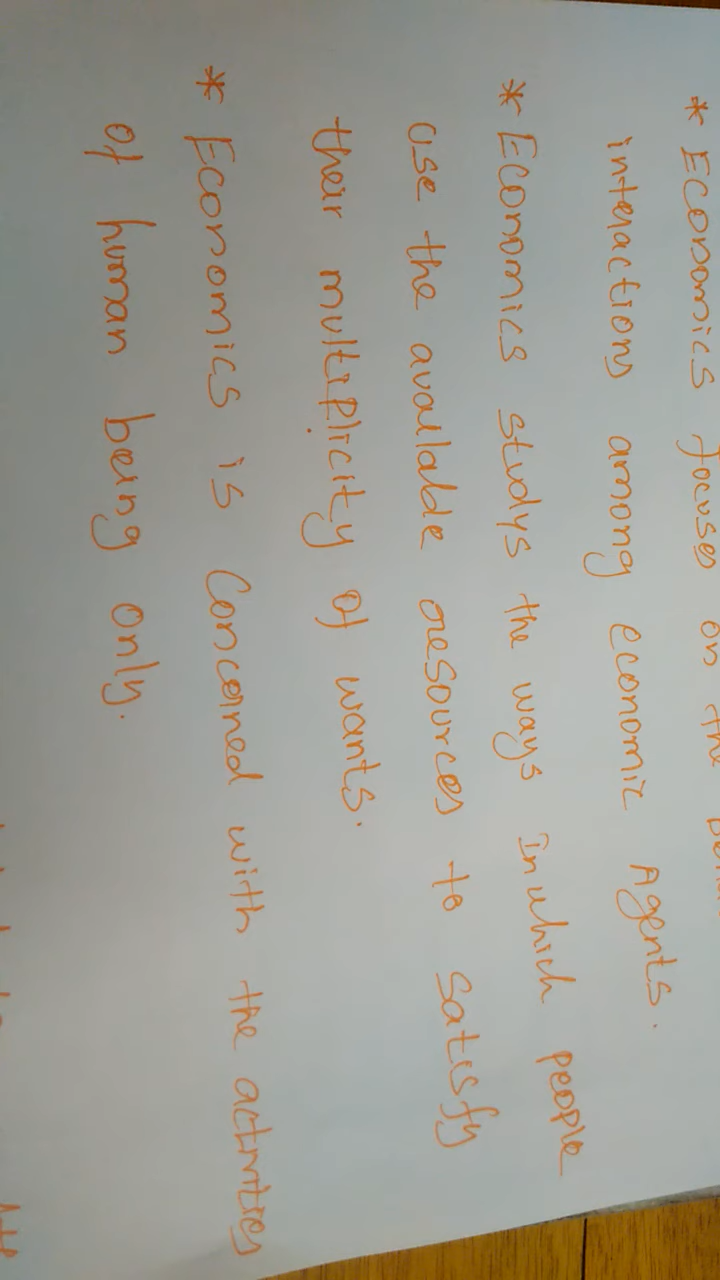 * Economics focuses on the
interactions among economic Agents.
* Economics studys the ways In which people
use the available resources to satisfy
their multiplicity of wants.
* Economics is concerned with the activities
of human being only.